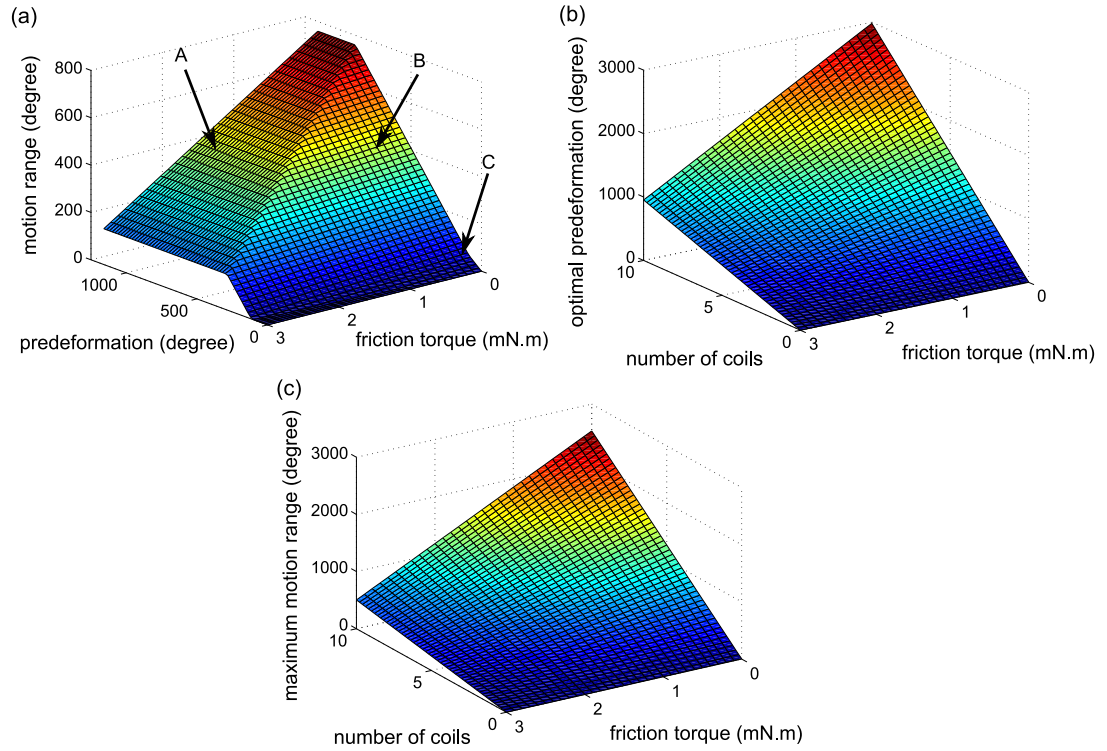 (a)
A
B
C
motion range (degree)
800
600
400
200
0
1000
500
0
predeformation (degree)
3
2
1
0
friction torque (mN.m)
(b)
optimal predeformation (degree)
3000
2000
1000
0
10
5
0
number of coils
3
2
1
0
friction torque (mN.m)
(c)
maximum motion range (degree)
3000
2000
1000
0
10
5
0
number of coils
3
2
1
0
friction torque (mN.m)